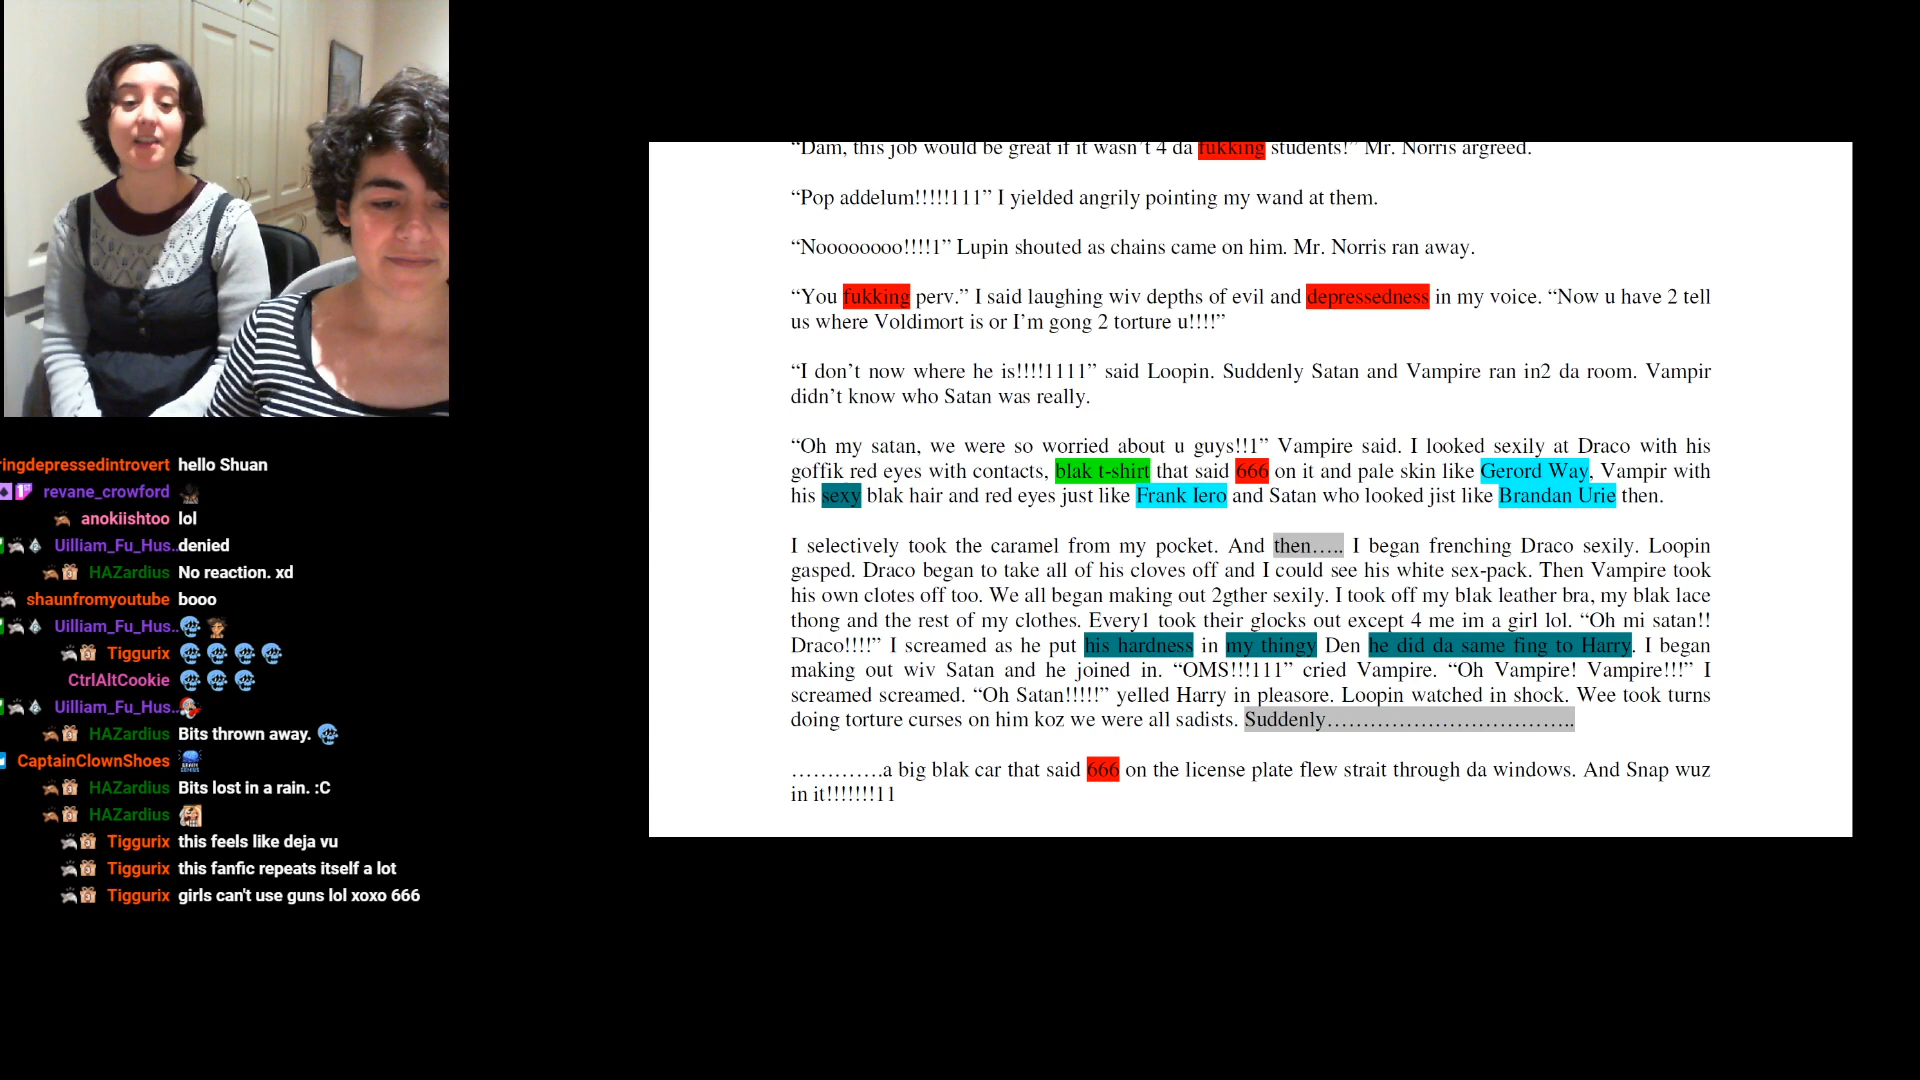 ringdepressedintrovert hello Shuan
revane_crowford
anokiishtoo lol
Uilliam_Fu_Hus.. denied
HAZardius No reaction. xd
shaunfromyoutube booo
Uilliam_Fu_Hus..
Tiggurix
CtrlAltCookie
Uilliam_Fu_Hus..
HAZardius Bits thrown away.
CaptainClownShoes
HAZardius Bits lost in a rain. :C
HAZardius
Tiggurix this feels like deja vu
Tiggurix this fanfic repeats itself a lot
Tiggurix girls can't use guns lol xoxo 666
“Dam, this job would be great if it wasn’t 4 da fukking students!” Mr. Norris argreed.
“Pop addelum!!!!!111” I yielded angrily pointing my wand at them.
“Noooooooo!!!!1” Lupin shouted as chains came on him. Mr. Norris ran away.
“You fukking perv.” I said laughing wiv depths of evil and depressedness in my voice. “Now u have 2 tell
us where Voldimort is or I’m gong 2 torture u!!!!”
“I don’t now where he is!!!!1111” said Loopin. Suddenly Satan and Vampire ran in2 da room. Vampir
didn’t know who Satan was really.
“Oh my satan, we were so worried about u guys!!1” Vampire said. I looked sexily at Draco with his
goffik red eyes with contacts, blak t-shirt that said 666 on it and pale skin like Gerord Way, Vampir with
his sexy blak hair and red eyes just like Frank Iero and Satan who looked jist like Brandan Urie then.
I selectively took the caramel from my pocket. And then….. I began frenching Draco sexily. Loopin
gasped. Draco began to take all of his cloves off and I could see his white sex-pack. Then Vampire took
his own clotes off too. We all began making out 2gther sexily. I took off my blak leather bra, my blak lace
thong and the rest of my clothes. Every1 took their glocks out except 4 me im a girl lol. “Oh mi satan!!
Draco!!!!” I screamed as he put his hardness in my thingy Den he did da same fing to Harry. I began
making out wiv Satan and he joined in. “OMS!!!111” cried Vampire. “Oh Vampire! Vampire!!!” I
screamed screamed. “Oh Satan!!!!!” yelled Harry in pleasore. Loopin watched in shock. Wee took turns
doing torture curses on him koz we were all sadists. Suddenly……………………………..
………….a big blak car that said 666 on the license plate flew strait through da windows. And Snap wuz
in it!!!!!!!11